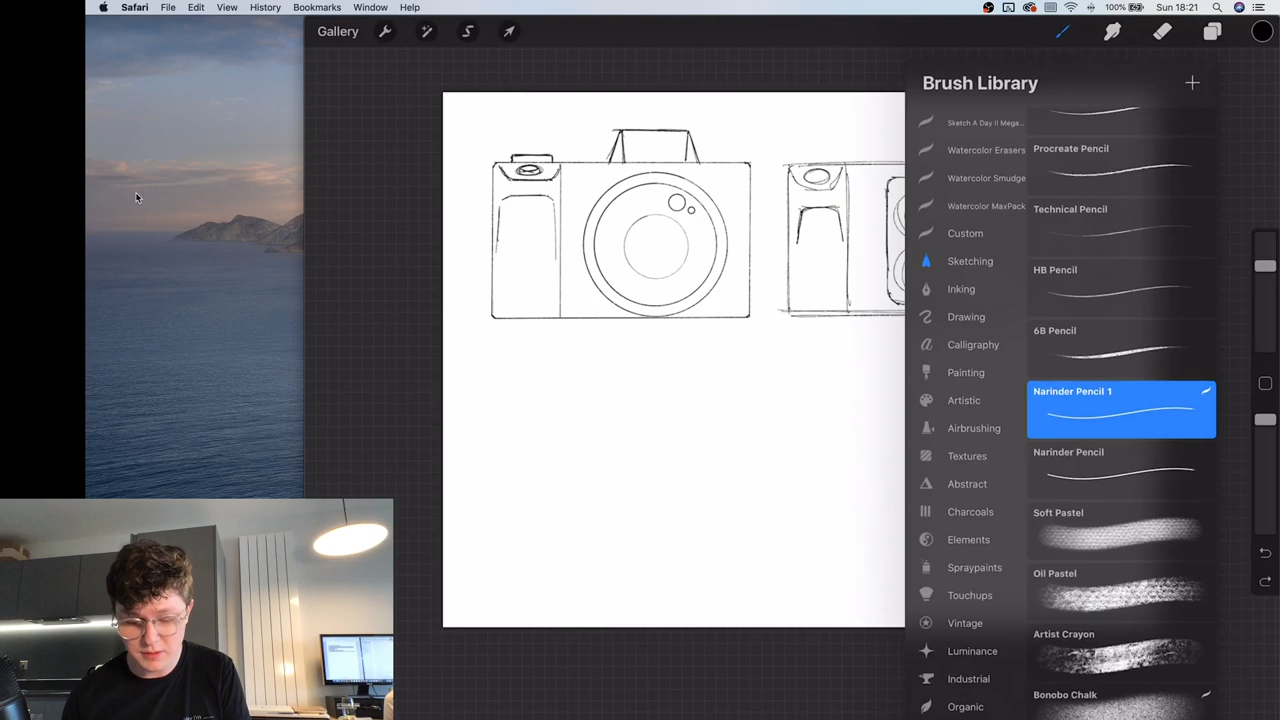 Safari File Edit View History Bookmarks Window Help 100% Sun 18:21
Gallery
Brush Library
Sketch A Day II Mega...
Watercolor Erasers
Watercolor Smudge
Watercolor MaxPack
Custom
Sketching
Inking
Drawing
Calligraphy
Painting
Artistic
Airbrushing
Textures
Abstract
Charcoals
Elements
Spraypaints
Touchups
Vintage
Luminance
Industrial
Organic
Procreate Pencil
Technical Pencil
HB Pencil
6B Pencil
Narinder Pencil 1
Narinder Pencil
Soft Pastel
Oil Pastel
Artist Crayon
Bonobo Chalk